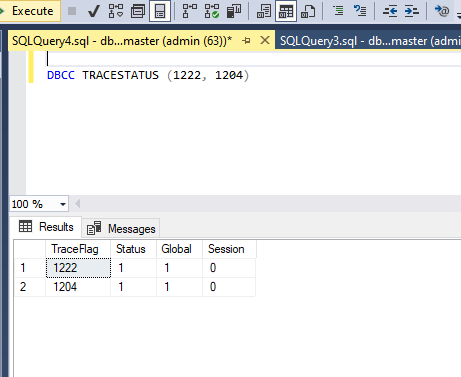 Execute
SQLQuery4.sql - db...master (admin (63))*
SQLQuery3.sql - db...master (adm
DBCC TRACESTATUS (1222, 1204)
100 %
Results Messages
TraceFlag Status Global Session
1 1222 1 1 0
2 1204 1 1 0